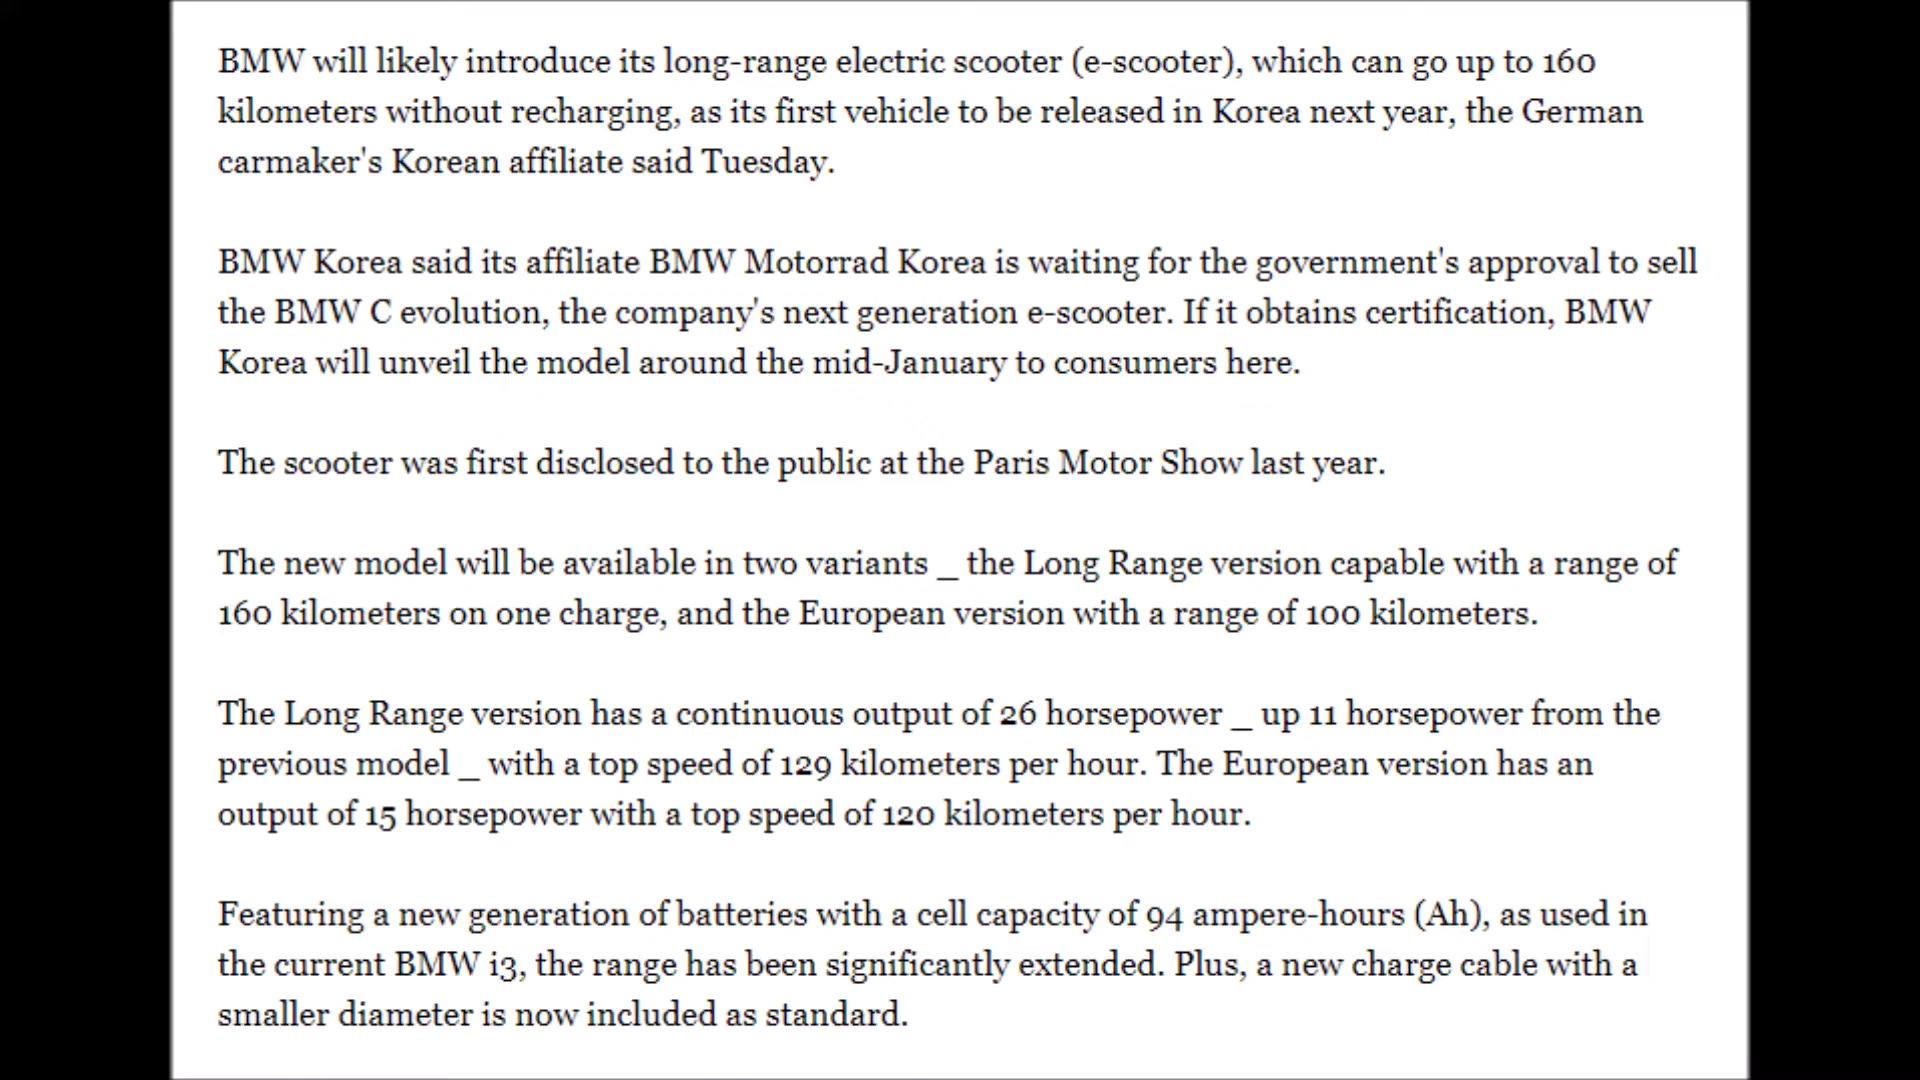 BMW will likely introduce its long-range electric scooter (e-scooter), which can go up to 160
kilometers without recharging, as its first vehicle to be released in Korea next year, the German
carmaker's Korean affiliate said Tuesday.
BMW Korea said its affiliate BMW Motorrad Korea is waiting for the government's approval to sell
the BMW C evolution, the company's next generation e-scooter. If it obtains certification, BMW
Korea will unveil the model around the mid-January to consumers here.
The scooter was first disclosed to the public at the Paris Motor Show last year.
The new model will be available in two variants _ the Long Range version capable with a range of
160 kilometers on one charge, and the European version with a range of 100 kilometers.
The Long Range version has a continuous output of 26 horsepower _ up 11 horsepower from the
previous model _ with a top speed of 129 kilometers per hour. The European version has an
output of 15 horsepower with a top speed of 120 kilometers per hour.
Featuring a new generation of batteries with a cell capacity of 94 ampere-hours (Ah), as used in
the current BMW i3, the range has been significantly extended. Plus, a new charge cable with a
smaller diameter is now included as standard.